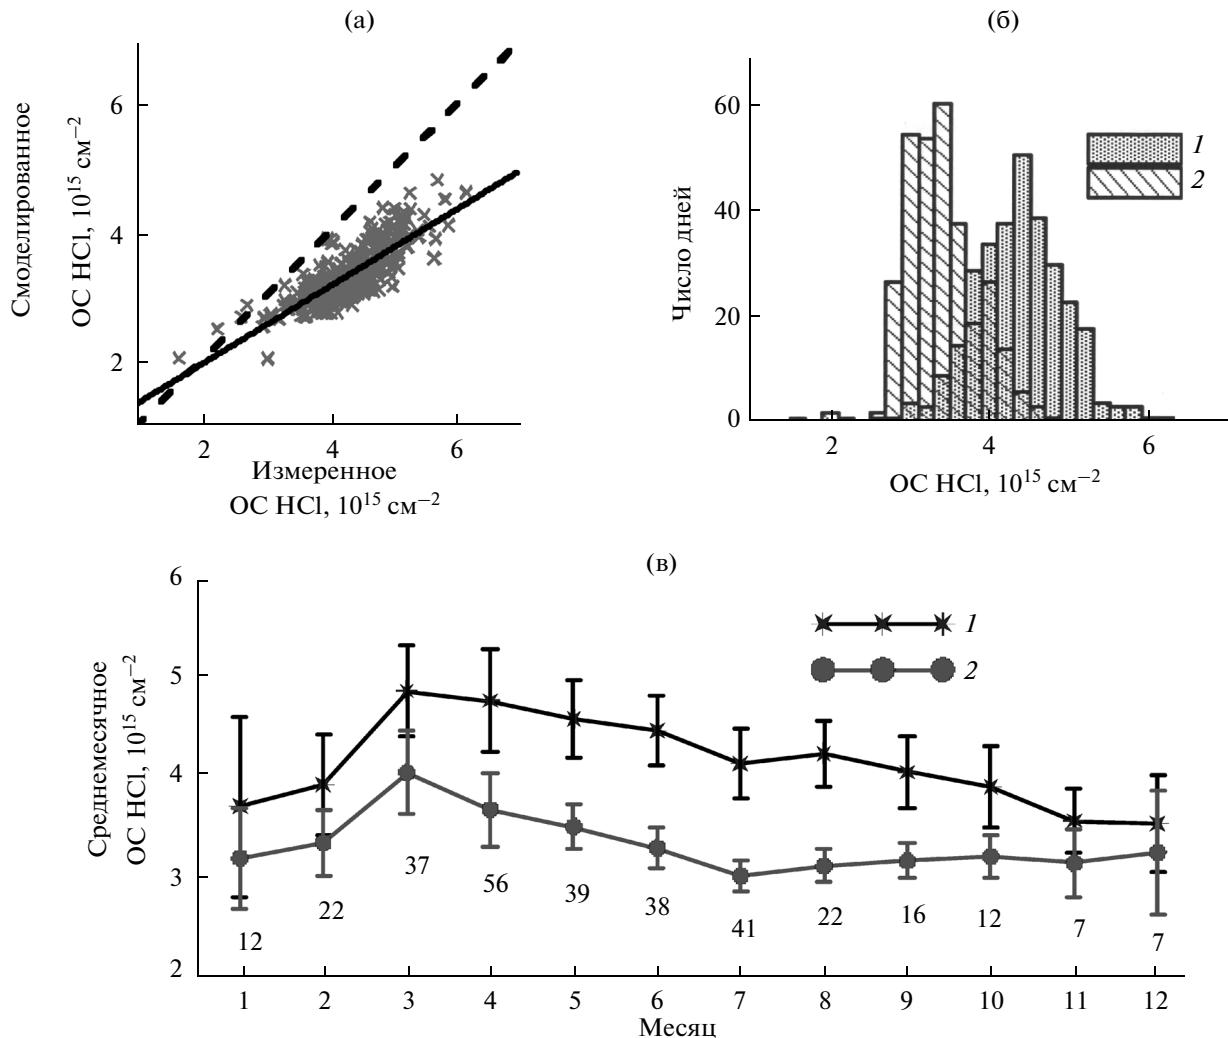 (а)
Смоделированное
ОС HCl, 10¹⁵ см⁻²
6
4
2
2 4 6
Измеренное
ОС HCl, 10¹⁵ см⁻²
(б)
Число дней
60
40
20
0
1
2
2 4 6
ОС HCl, 10¹⁵ см⁻²
(в)
Среднемесячное
ОС HCl, 10¹⁵ см⁻²
6
5
4
3
2
1
2
12 22 37 56 39 38 41 22 16 12 7 7
1 2 3 4 5 6 7 8 9 10 11 12
Месяц